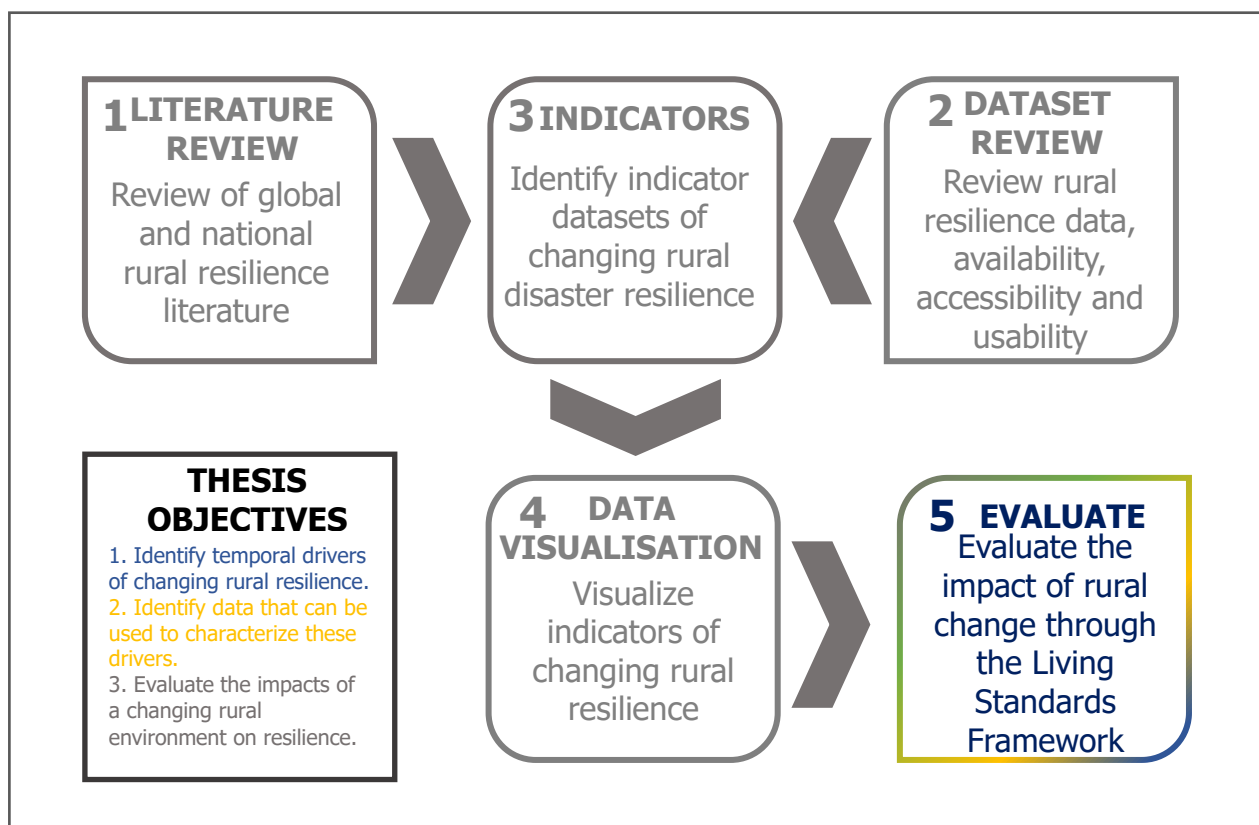 1 LITERATURE
REVIEW
Review of global
and national
rural resilience
literature
3 INDICATORS
Identify indicator
datasets of
changing rural
disaster resilience
2 DATASET
REVIEW
Review rural
resilience data,
availability,
accessibility and
usability
THESIS
OBJECTIVES
1. Identify temporal drivers
of changing rural resilience.
2. Identify data that can be
used to characterize these
drivers.
3. Evaluate the impacts of
a changing rural
environment on resilience.
4 DATA
VISUALISATION
Visualize
indicators of
changing rural
resilience
5 EVALUATE
Evaluate the
impact of rural
change through
the Living
Standards
Framework